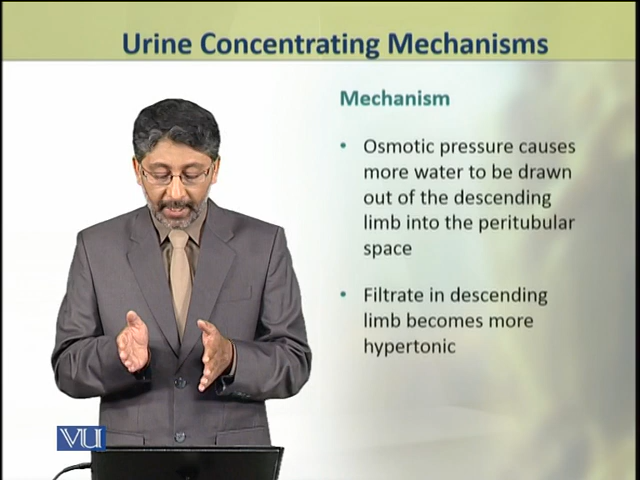 Urine Concentrating Mechanisms
Mechanism
• Osmotic pressure causes
more water to be drawn
out of the descending
limb into the peritubular
space
• Filtrate in descending
limb becomes more
hypertonic
VU